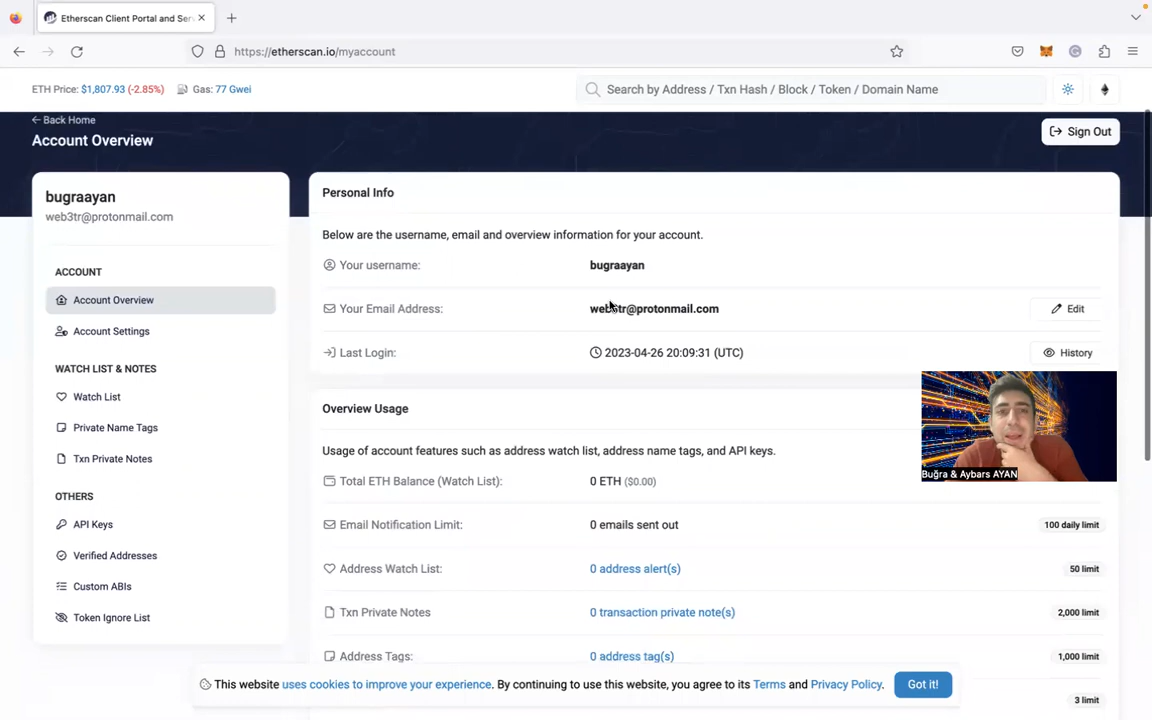 Etherscan Client Portal and Ser
https://etherscan.io/myaccount
ETH Price: $1,807.93 (-2.85%) Gas: 77 Gwei
Search by Address / Txn Hash / Block / Token / Domain Name
Back Home
Account Overview
Sign Out
bugraayan
web3tr@protonmail.com
ACCOUNT
Account Overview
Account Settings
WATCH LIST & NOTES
Watch List
Private Name Tags
Txn Private Notes
OTHERS
API Keys
Verified Addresses
Custom ABIs
Token Ignore List
Personal Info
Below are the username, email and overview information for your account.
Your username: bugraayan
Your Email Address: web3tr@protonmail.com Edit
Last Login: 2023-04-26 20:09:31 (UTC) History
Overview Usage
Usage of account features such as address watch list, address name tags, and API keys.
Total ETH Balance (Watch List): 0 ETH ($0.00)
Email Notification Limit: 0 emails sent out 100 daily limit
Address Watch List: 0 address alert(s) 50 limit
Txn Private Notes 0 transaction private note(s) 2,000 limit
Address Tags: 0 address tag(s) 1,000 limit
3 limit
Buğra & Aybars AYAN
This website uses cookies to improve your experience. By continuing to use this website, you agree to its Terms and Privacy Policy. Got it!